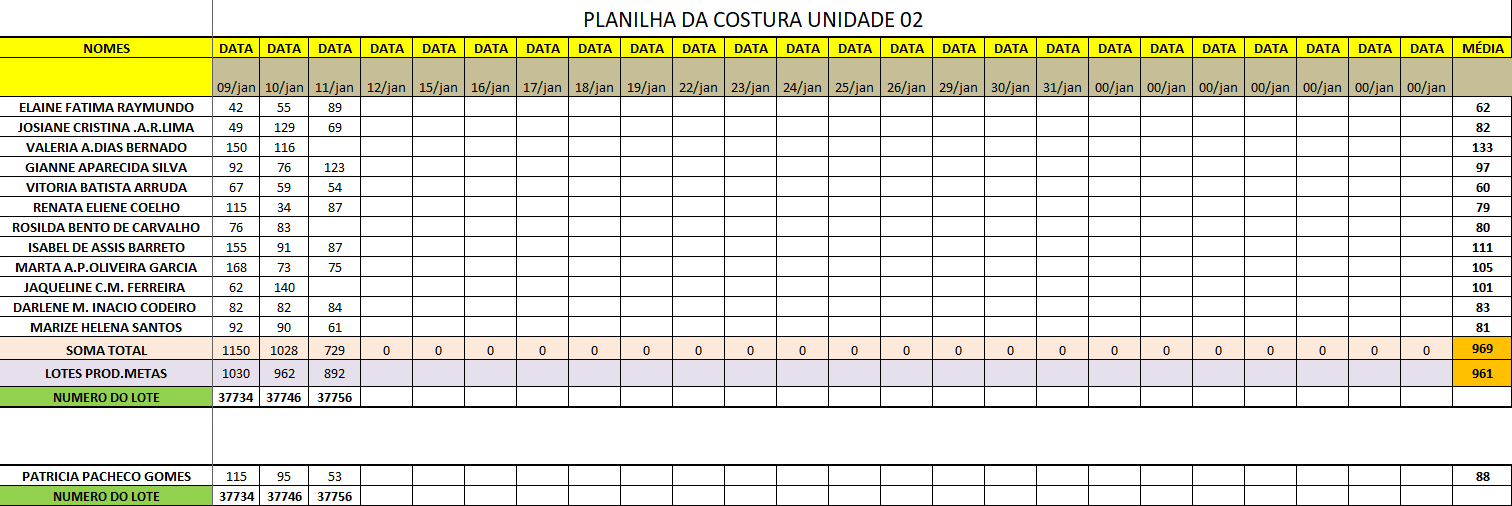 PLANILHA DA COSTURA UNIDADE 02
NOMES DATA DATA DATA DATA DATA DATA DATA DATA DATA DATA DATA DATA DATA DATA DATA DATA DATA DATA DATA DATA DATA DATA DATA DATA MÉDIA
09/jan 10/jan 11/jan 12/jan 15/jan 16/jan 17/jan 18/jan 19/jan 22/jan 23/jan 24/jan 25/jan 26/jan 29/jan 30/jan 31/jan 00/jan 00/jan 00/jan 00/jan 00/jan 00/jan 00/jan
ELAINE FATIMA RAYMUNDO 42 55 89 62
JOSIANE CRISTINA .A.R.LIMA 49 129 69 82
VALERIA A.DIAS BERNADO 150 116 133
GIANNE APARECIDA SILVA 92 76 123 97
VITORIA BATISTA ARRUDA 67 59 54 60
RENATA ELIENE COELHO 115 34 87 79
ROSILDA BENTO DE CARVALHO 76 83 80
ISABEL DE ASSIS BARRETO 155 91 87 111
MARTA A.P.OLIVEIRA GARCIA 168 73 75 105
JAQUELINE C.M. FERREIRA 62 140 101
DARLENE M. INACIO CODEIRO 82 82 84 83
MARIZE HELENA SANTOS 92 90 61 81
SOMA TOTAL 1150 1028 729 0 0 0 0 0 0 0 0 0 0 0 0 0 0 0 0 0 0 0 0 0 969
LOTES PROD.METAS 1030 962 892 961
NUMERO DO LOTE 37734 37746 37756
PATRICIA PACHECO GOMES 115 95 53 88
NUMERO DO LOTE 37734 37746 37756